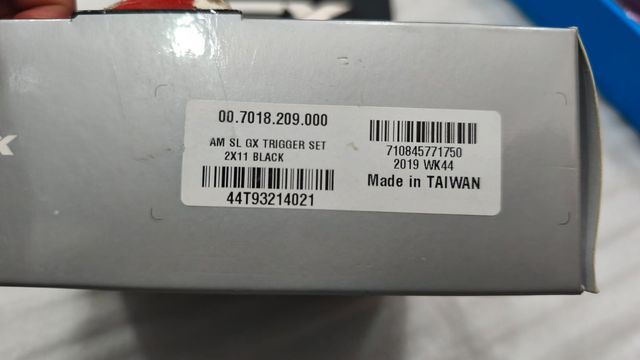 00.7018.209.000
AM SL GX TRIGGER SET
2X11 BLACK
44T93214021
710845771750
2019 WK44
Made in TAIWAN